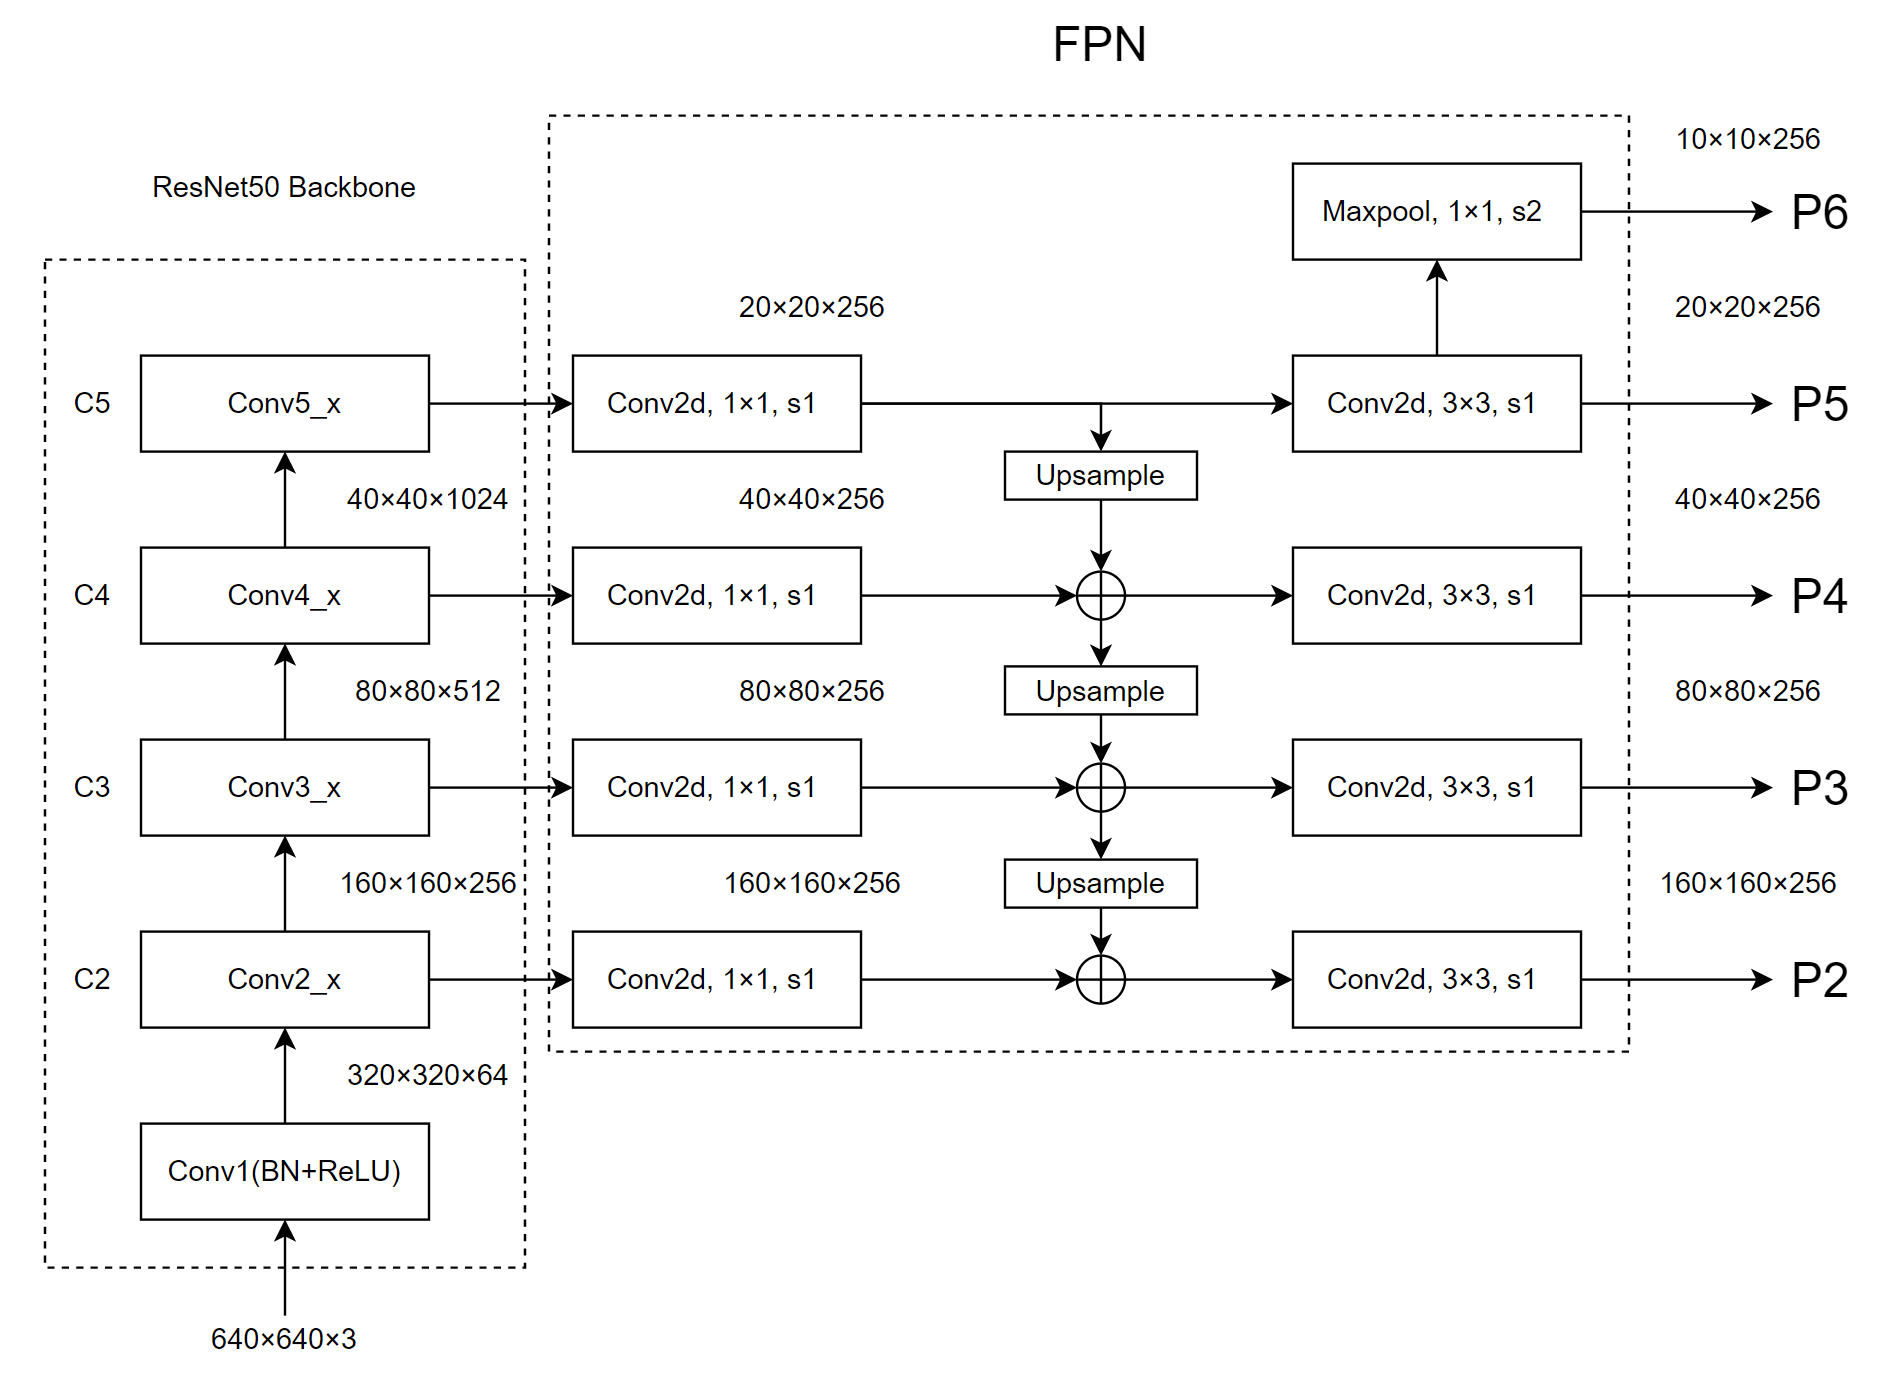 FPN
10×10×256
ResNet50 Backbone
Maxpool, 1×1, s2
P6
20×20×256
20×20×256
C5
Conv5_x
Conv2d, 1×1, s1
Conv2d, 3×3, s1
P5
Upsample
40×40×1024
40×40×256
40×40×256
C4
Conv4_x
Conv2d, 1×1, s1
Conv2d, 3×3, s1
P4
80×80×512
80×80×256
Upsample
80×80×256
C3
Conv3_x
Conv2d, 1×1, s1
Conv2d, 3×3, s1
P3
160×160×256
160×160×256
Upsample
160×160×256
C2
Conv2_x
Conv2d, 1×1, s1
Conv2d, 3×3, s1
P2
320×320×64
Conv1(BN+ReLU)
640×640×3